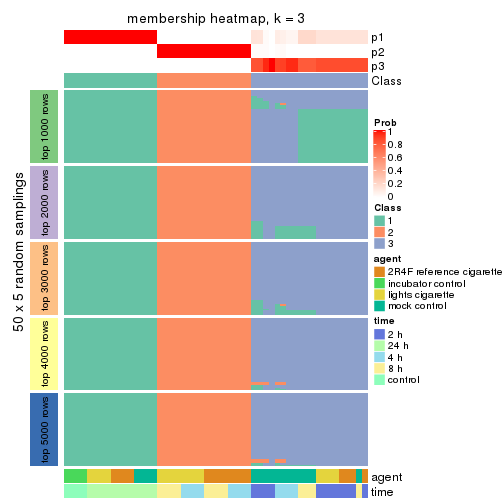 membership heatmap, k = 3
p1
p2
p3
Class
50 x 5 random samplings
top 1000 rows
top 2000 rows
top 3000 rows
top 4000 rows
top 5000 rows
Prob
1
0.8
0.6
0.4
0.2
0
Class
1
2
3
agent
2R4F reference cigarette
incubator control
lights cigarette
mock control
time
2 h
24 h
4 h
8 h
control
agent
time